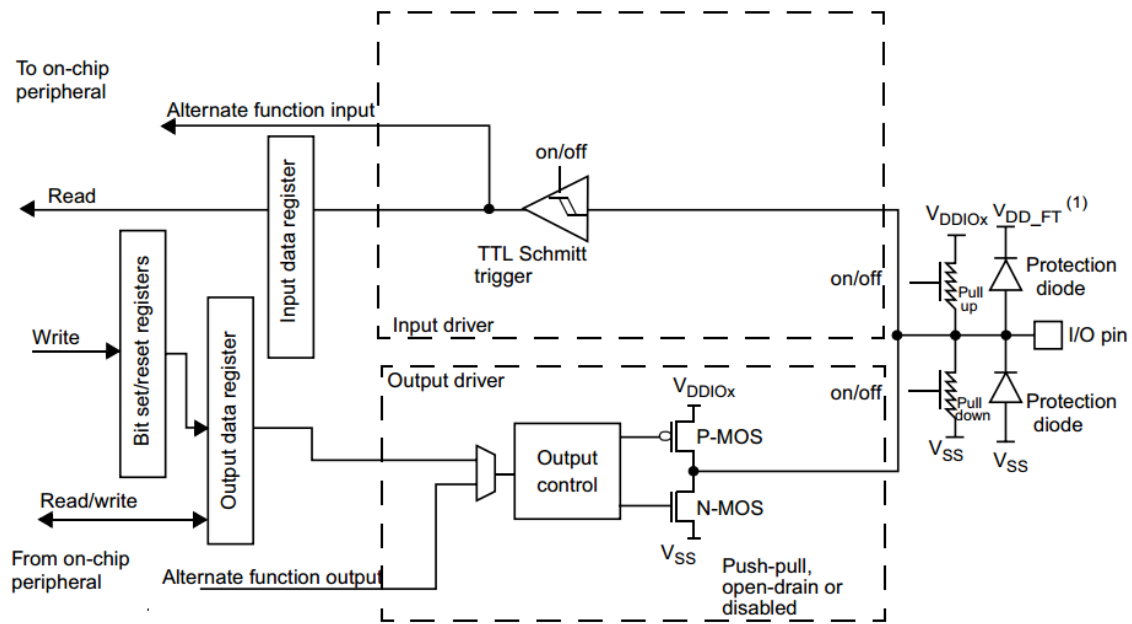 To on-chip
peripheral
Alternate function input
on/off
Read
Input data register
TTL Schmitt
trigger
Input driver
VDDIOx
VDD_FT (1)
on/off
Pull
up
Protection
diode
I/O pin
Write
Bit set/reset registers
Output data register
Output driver
VDDIOx
on/off
Pull
down
Protection
diode
VSS
VSS
P-MOS
Output
control
N-MOS
VSS
Read/write
From on-chip
peripheral
Alternate function output
Push-pull,
open-drain or
disabled